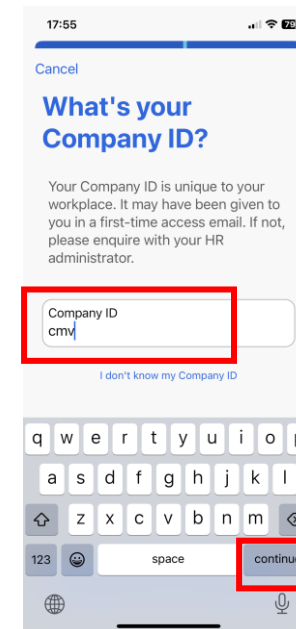 17:55
79
Cancel
What's your
Company ID?
Your Company ID is unique to your
workplace. It may have been given to
you in a first-time access email. If not,
please enquire with your HR
administrator.
Company ID
cmv
I don't know my Company ID
q w e r t y u i o p
a s d f g h j k l
z x c v b n m
123 space continue